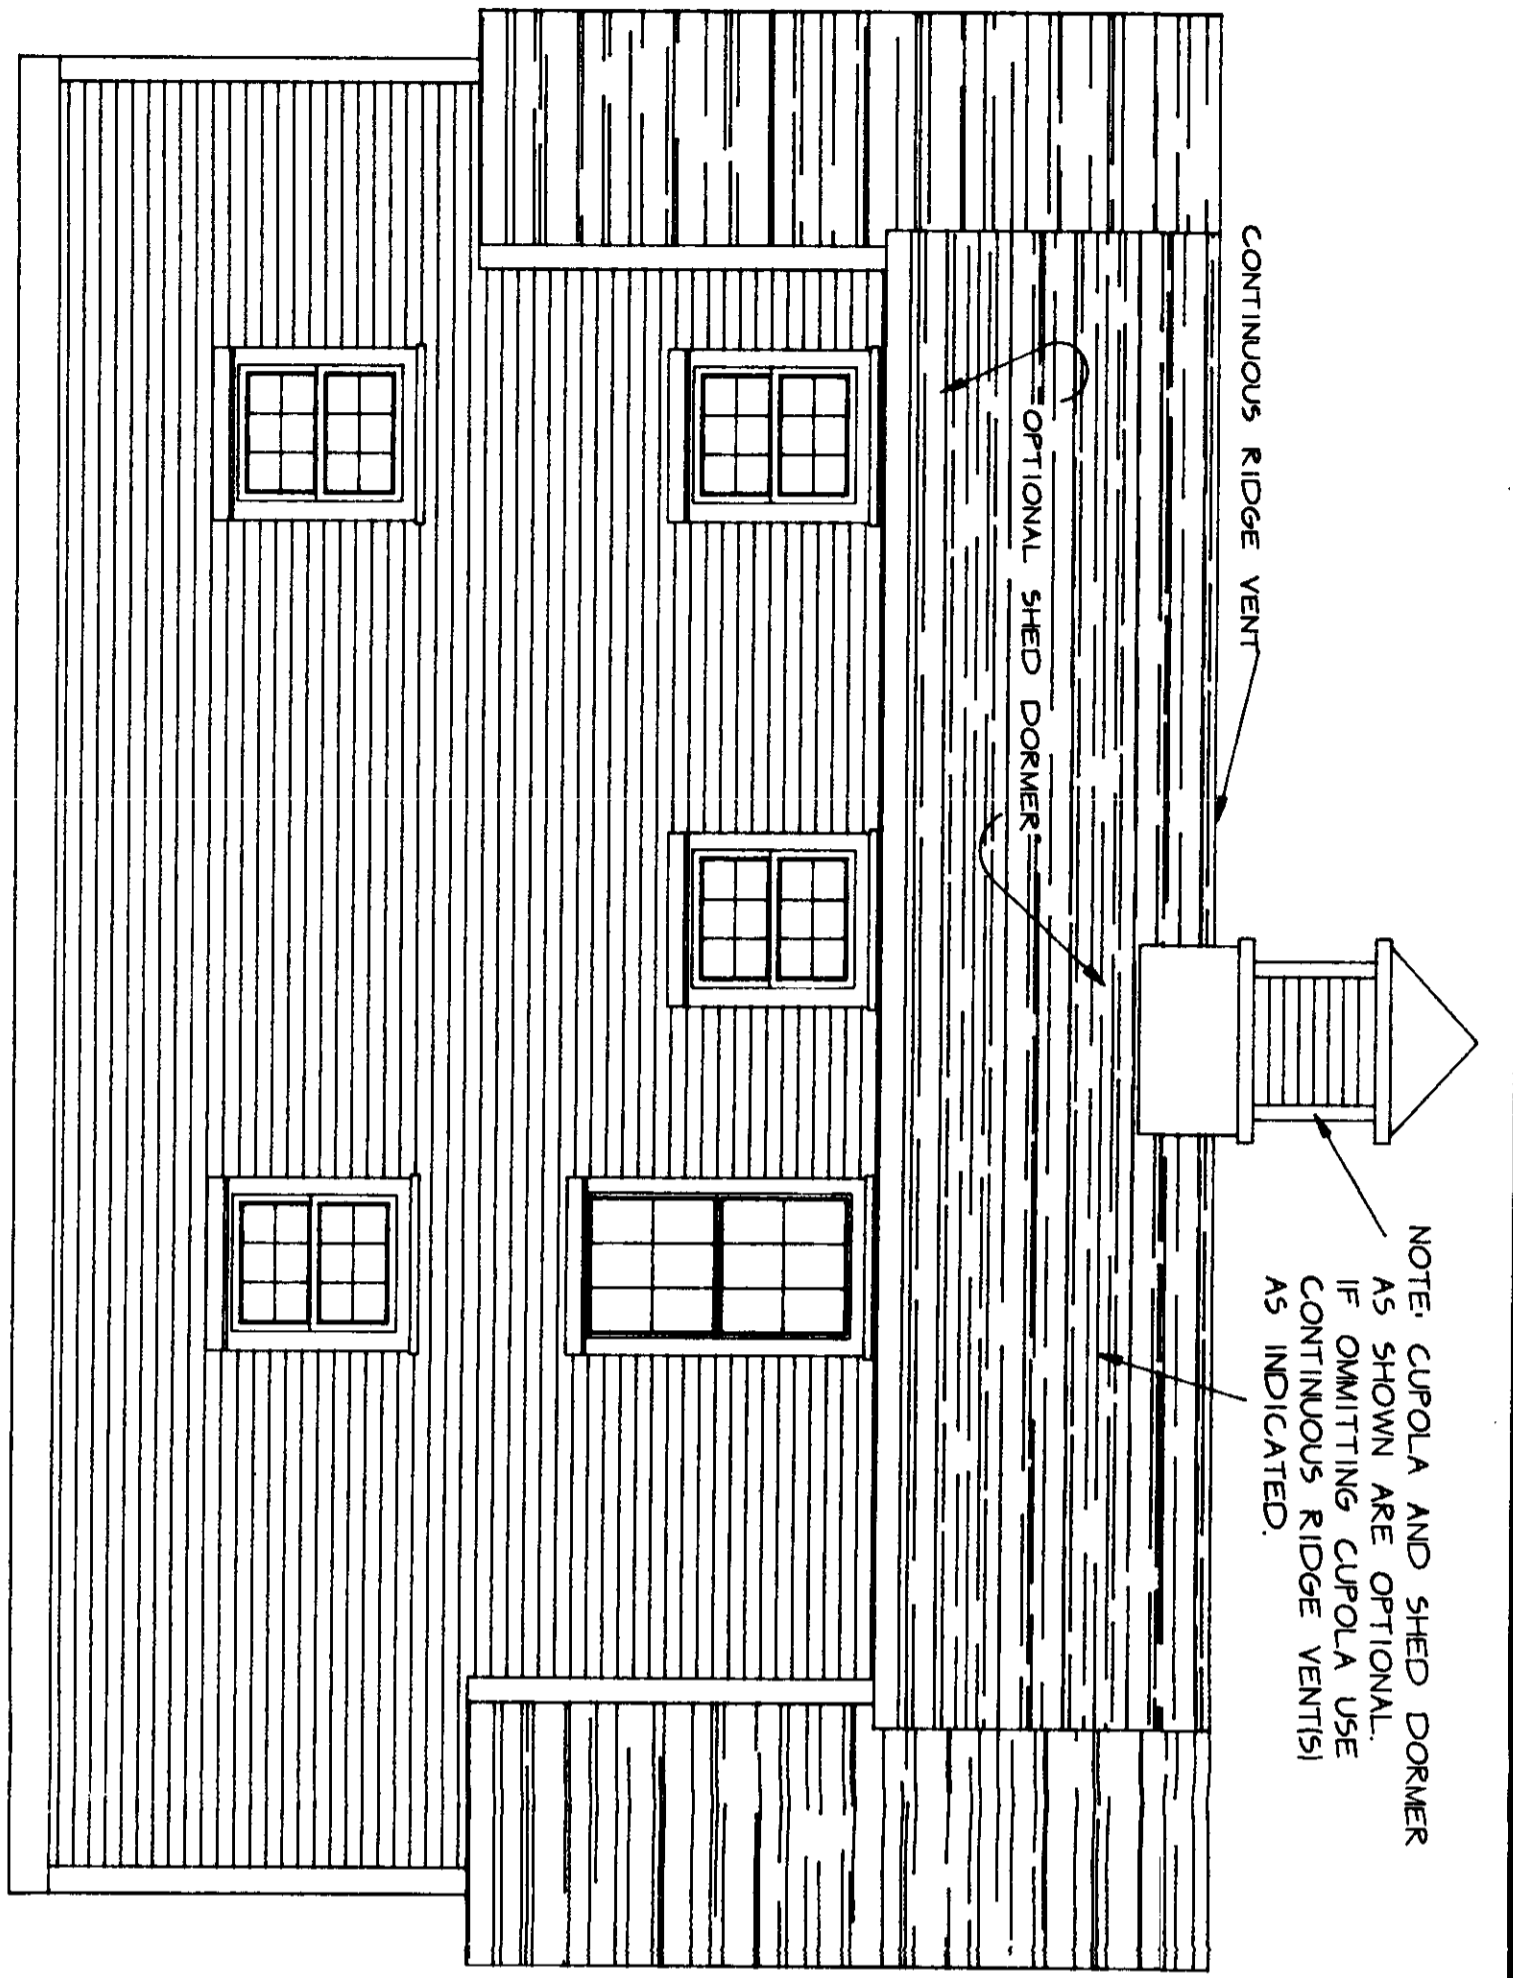 NOTE: CUPOLA AND SHED DORMER
AS SHOWN ARE OPTIONAL.
IF OMMITTING CUPOLA USE
CONTINUOUS RIDGE VENT(S)
AS INDICATED.
CONTINUOUS RIDGE VENT
OPTIONAL SHED DORMER